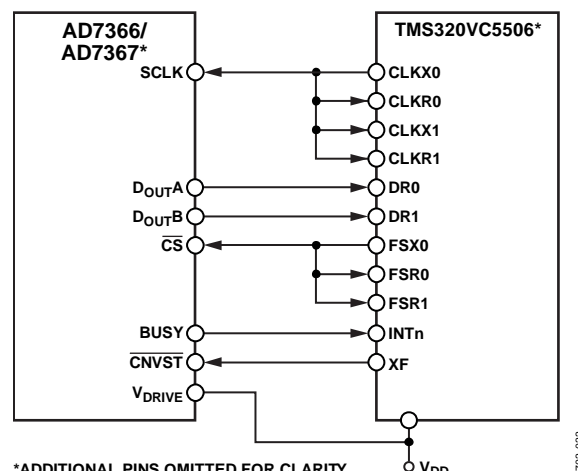 AD7366/
AD7367*
TMS320VC5506*
SCLK
CLKX0
CLKR0
CLKX1
CLKR1
DOUTA
DR0
DOUTB
DR1
CS
FSX0
FSR0
FSR1
BUSY
INTn
CNVST
XF
VDRIVE
*ADDITIONAL PINS OMITTED FOR CLARITY
VDD